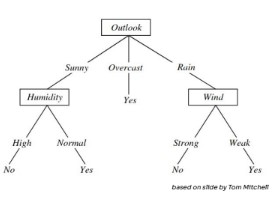 Outlook
Sunny Overcast Rain
Humidity Yes Wind
High Normal Strong Weak
No Yes No Yes
based on slide by Tom Mitchell